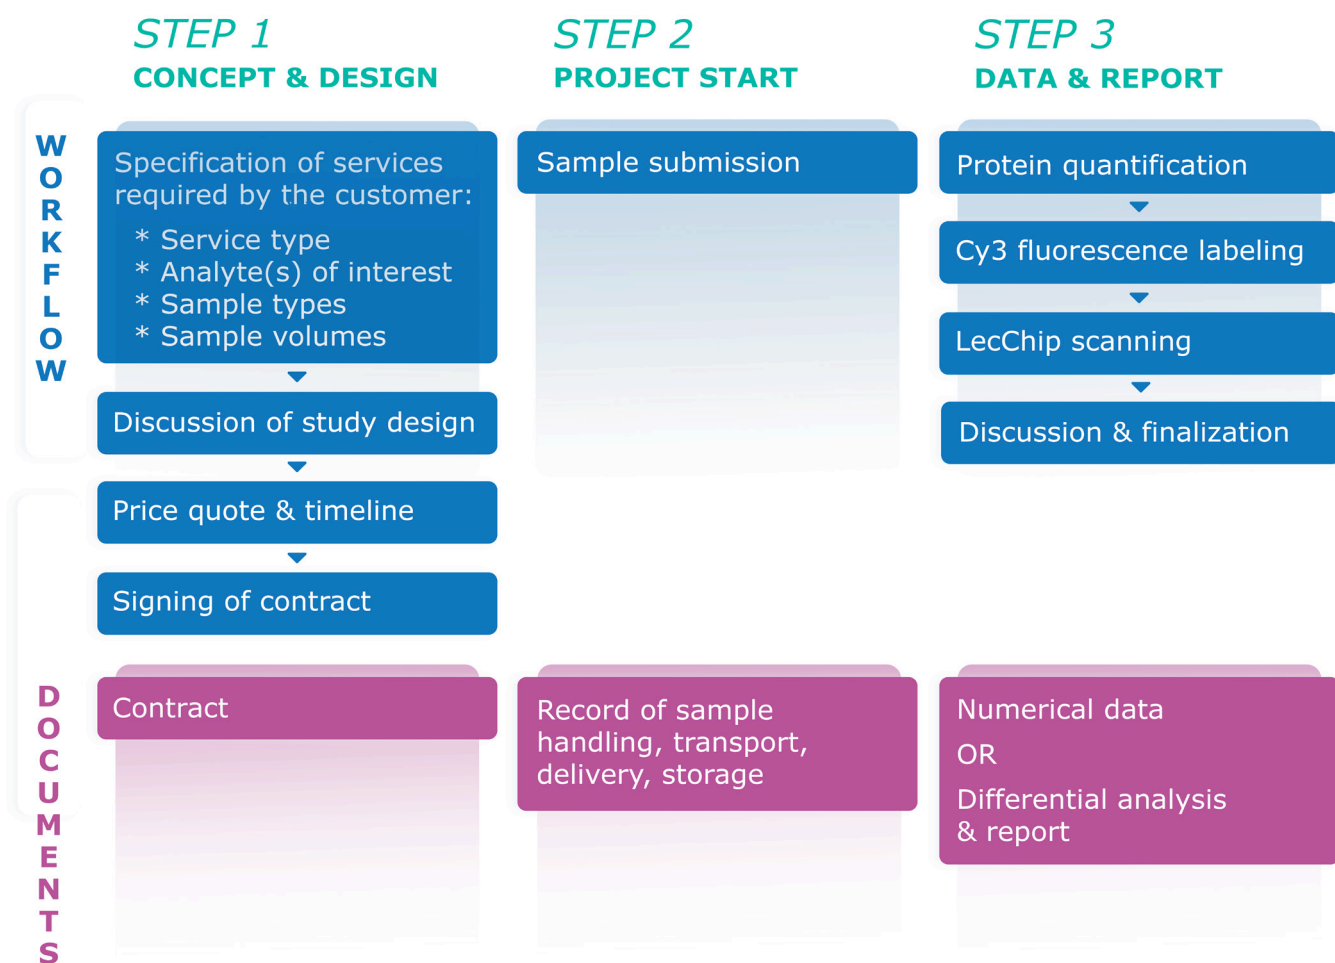 STEP 1
CONCEPT & DESIGN
STEP 2
PROJECT START
STEP 3
DATA & REPORT
WORKFLOW
Specification of services
required by the customer:
* Service type
* Analyte(s) of interest
* Sample types
* Sample volumes
Discussion of study design
Price quote & timeline
Signing of contract
Sample submission
Protein quantification
Cy3 fluorescence labeling
LecChip scanning
Discussion & finalization
DOCUMENTS
Contract
Record of sample
handling, transport,
delivery, storage
Numerical data
OR
Differential analysis
& report